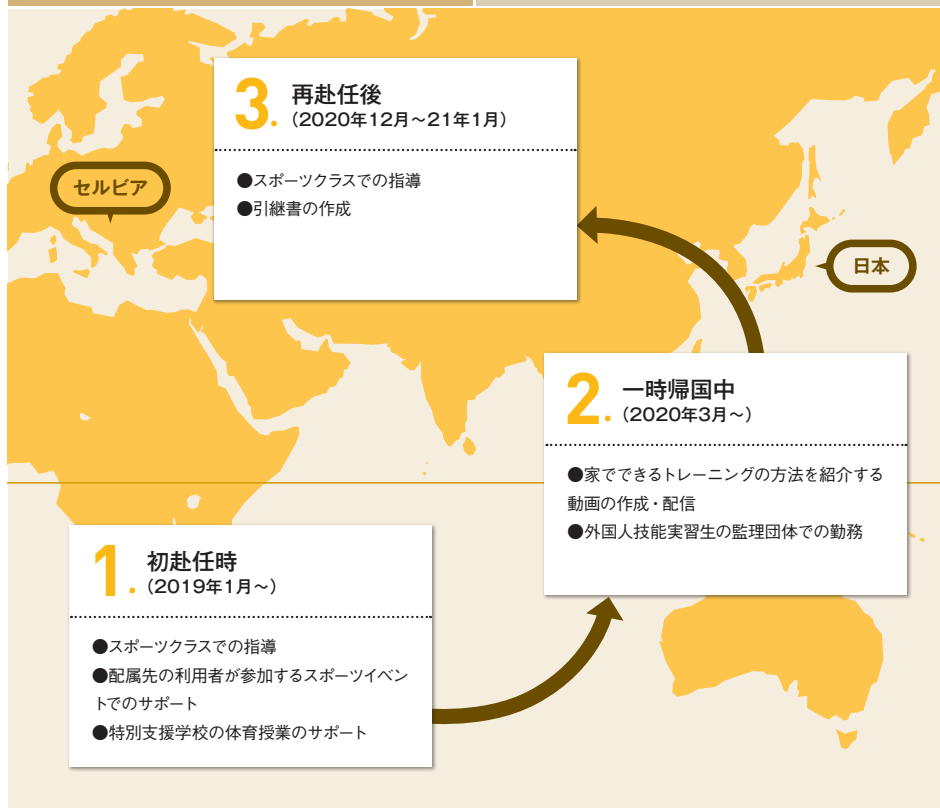 セルビア
日本
3. 再赴任後
（2020年12月～21年1月）
●スポーツクラスでの指導
●引継書の作成
2. 一時帰国中
（2020年3月～）
●家でできるトレーニングの方法を紹介する
動画の作成・配信
●外国人技能実習生の監理団体での勤務
1. 初赴任時
（2019年1月～）
●スポーツクラスでの指導
●配属先の利用者が参加するスポーツイベン
トでのサポート
●特別支援学校の体育授業のサポート